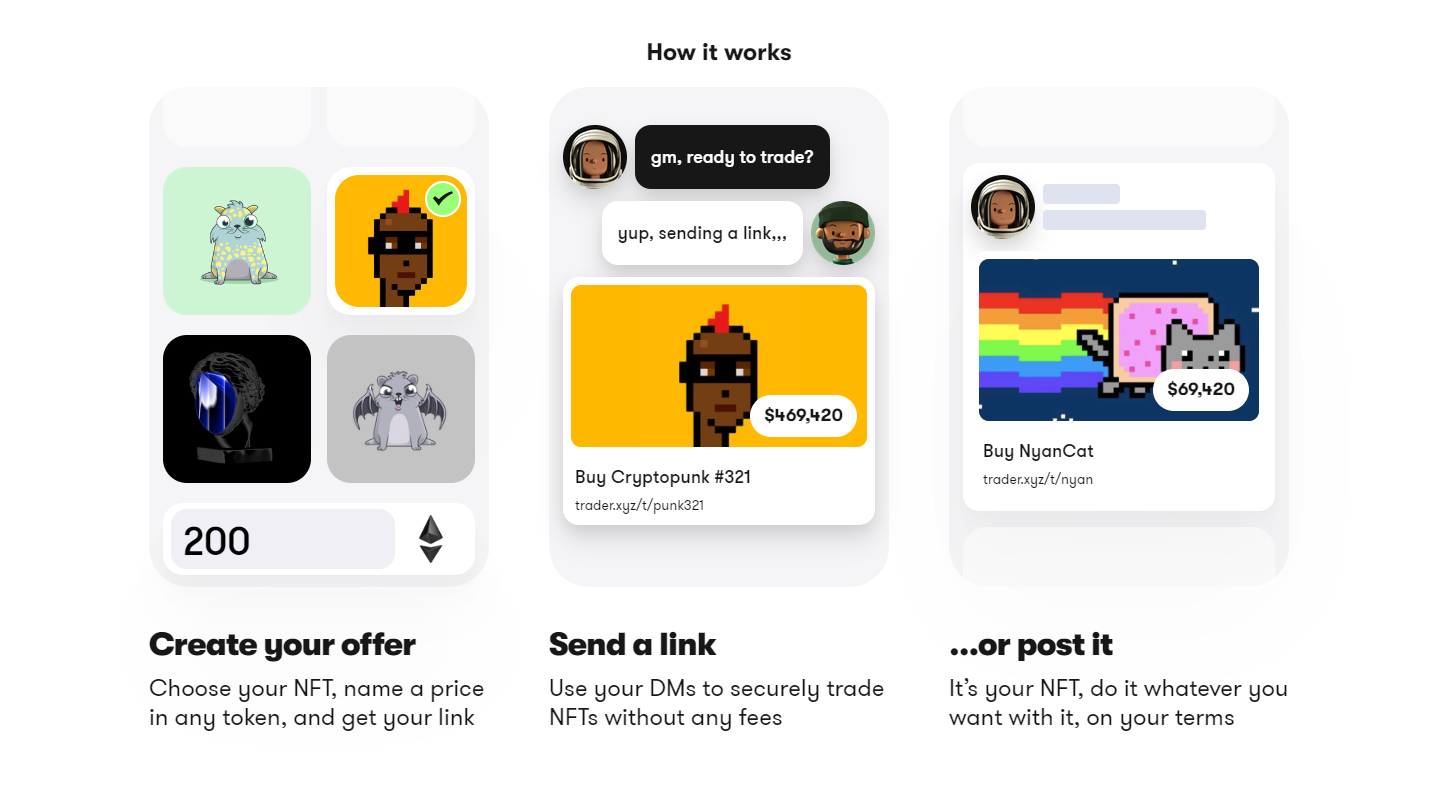 How it works
200
gm, ready to trade?
yup, sending a link,,,
$469,420
Buy Cryptopunk #321
trader.xyz/t/punk321
$69,420
Buy NyanCat
trader.xyz/t/nyan
Create your offer
Choose your NFT, name a price
in any token, and get your link
Send a link
Use your DMs to securely trade
NFTs without any fees
...or post it
It’s your NFT, do it whatever you
want with it, on your terms